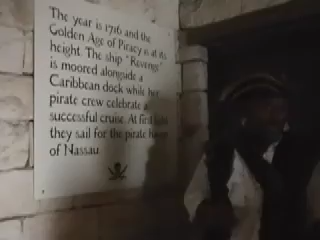 The year is 1716 and the
Golden Age of Piracy is at its
height. The ship "Revenge"
is moored alongside a
Caribbean dock while her
pirate crew celebrate a
successful cruise. At first light
they sail for the pirate haven
of Nassau.